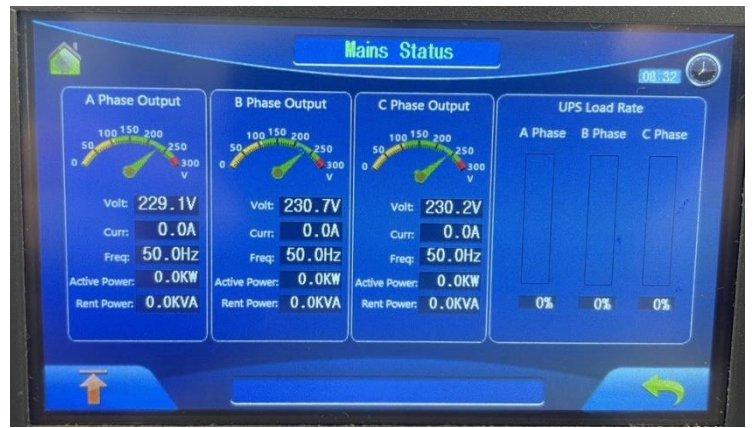 Mains Status
08:32
A Phase Output
0 50 100 150 200 250 300
V
Volt: 229.1V
Curr: 0.0A
Freq: 50.0Hz
Active Power: 0.0KW
Rent Power: 0.0KVA
B Phase Output
0 50 100 150 200 250 300
V
Volt: 230.7V
Curr: 0.0A
Freq: 50.0Hz
Active Power: 0.0KW
Rent Power: 0.0KVA
C Phase Output
0 50 100 150 200 250 300
V
Volt: 230.2V
Curr: 0.0A
Freq: 50.0Hz
Active Power: 0.0KW
Rent Power: 0.0KVA
UPS Load Rate
A Phase B Phase C Phase
0% 0% 0%